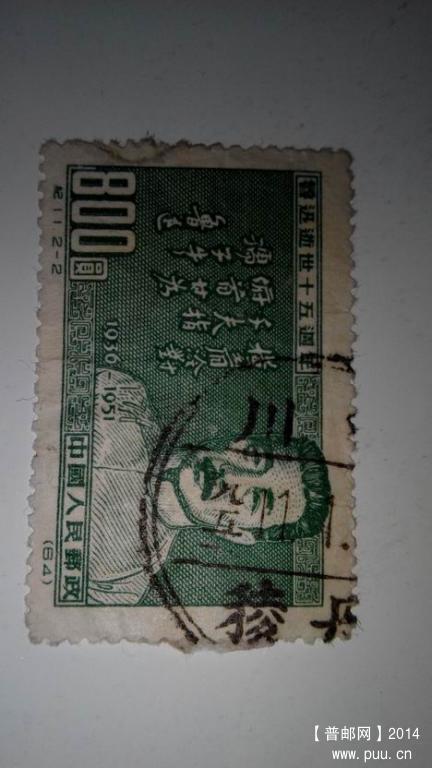 魯迅逝世十五週年
橫眉冷對
千夫指
俯首甘為
孺子牛
魯迅
1936 1951
800圓
中國人民郵政
紀11.2-2
(64)
三
【普邮网】2014
www.puu.cn